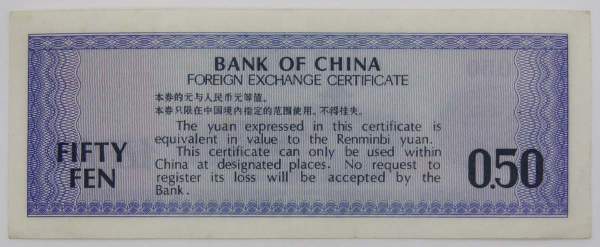 BANK OF CHINA
FOREIGN EXCHANGE CERTIFICATE
本券的元与人民币元等值。
本券只限在中国境内指定的范围使用。不得挂失。
The yuan expressed in this certificate is
equivalent in value to the Renminbi yuan.
This certificate can only be used within
China at designated places. No request to
register its loss will be accepted by the
Bank.
FIFTY
FEN
0.50